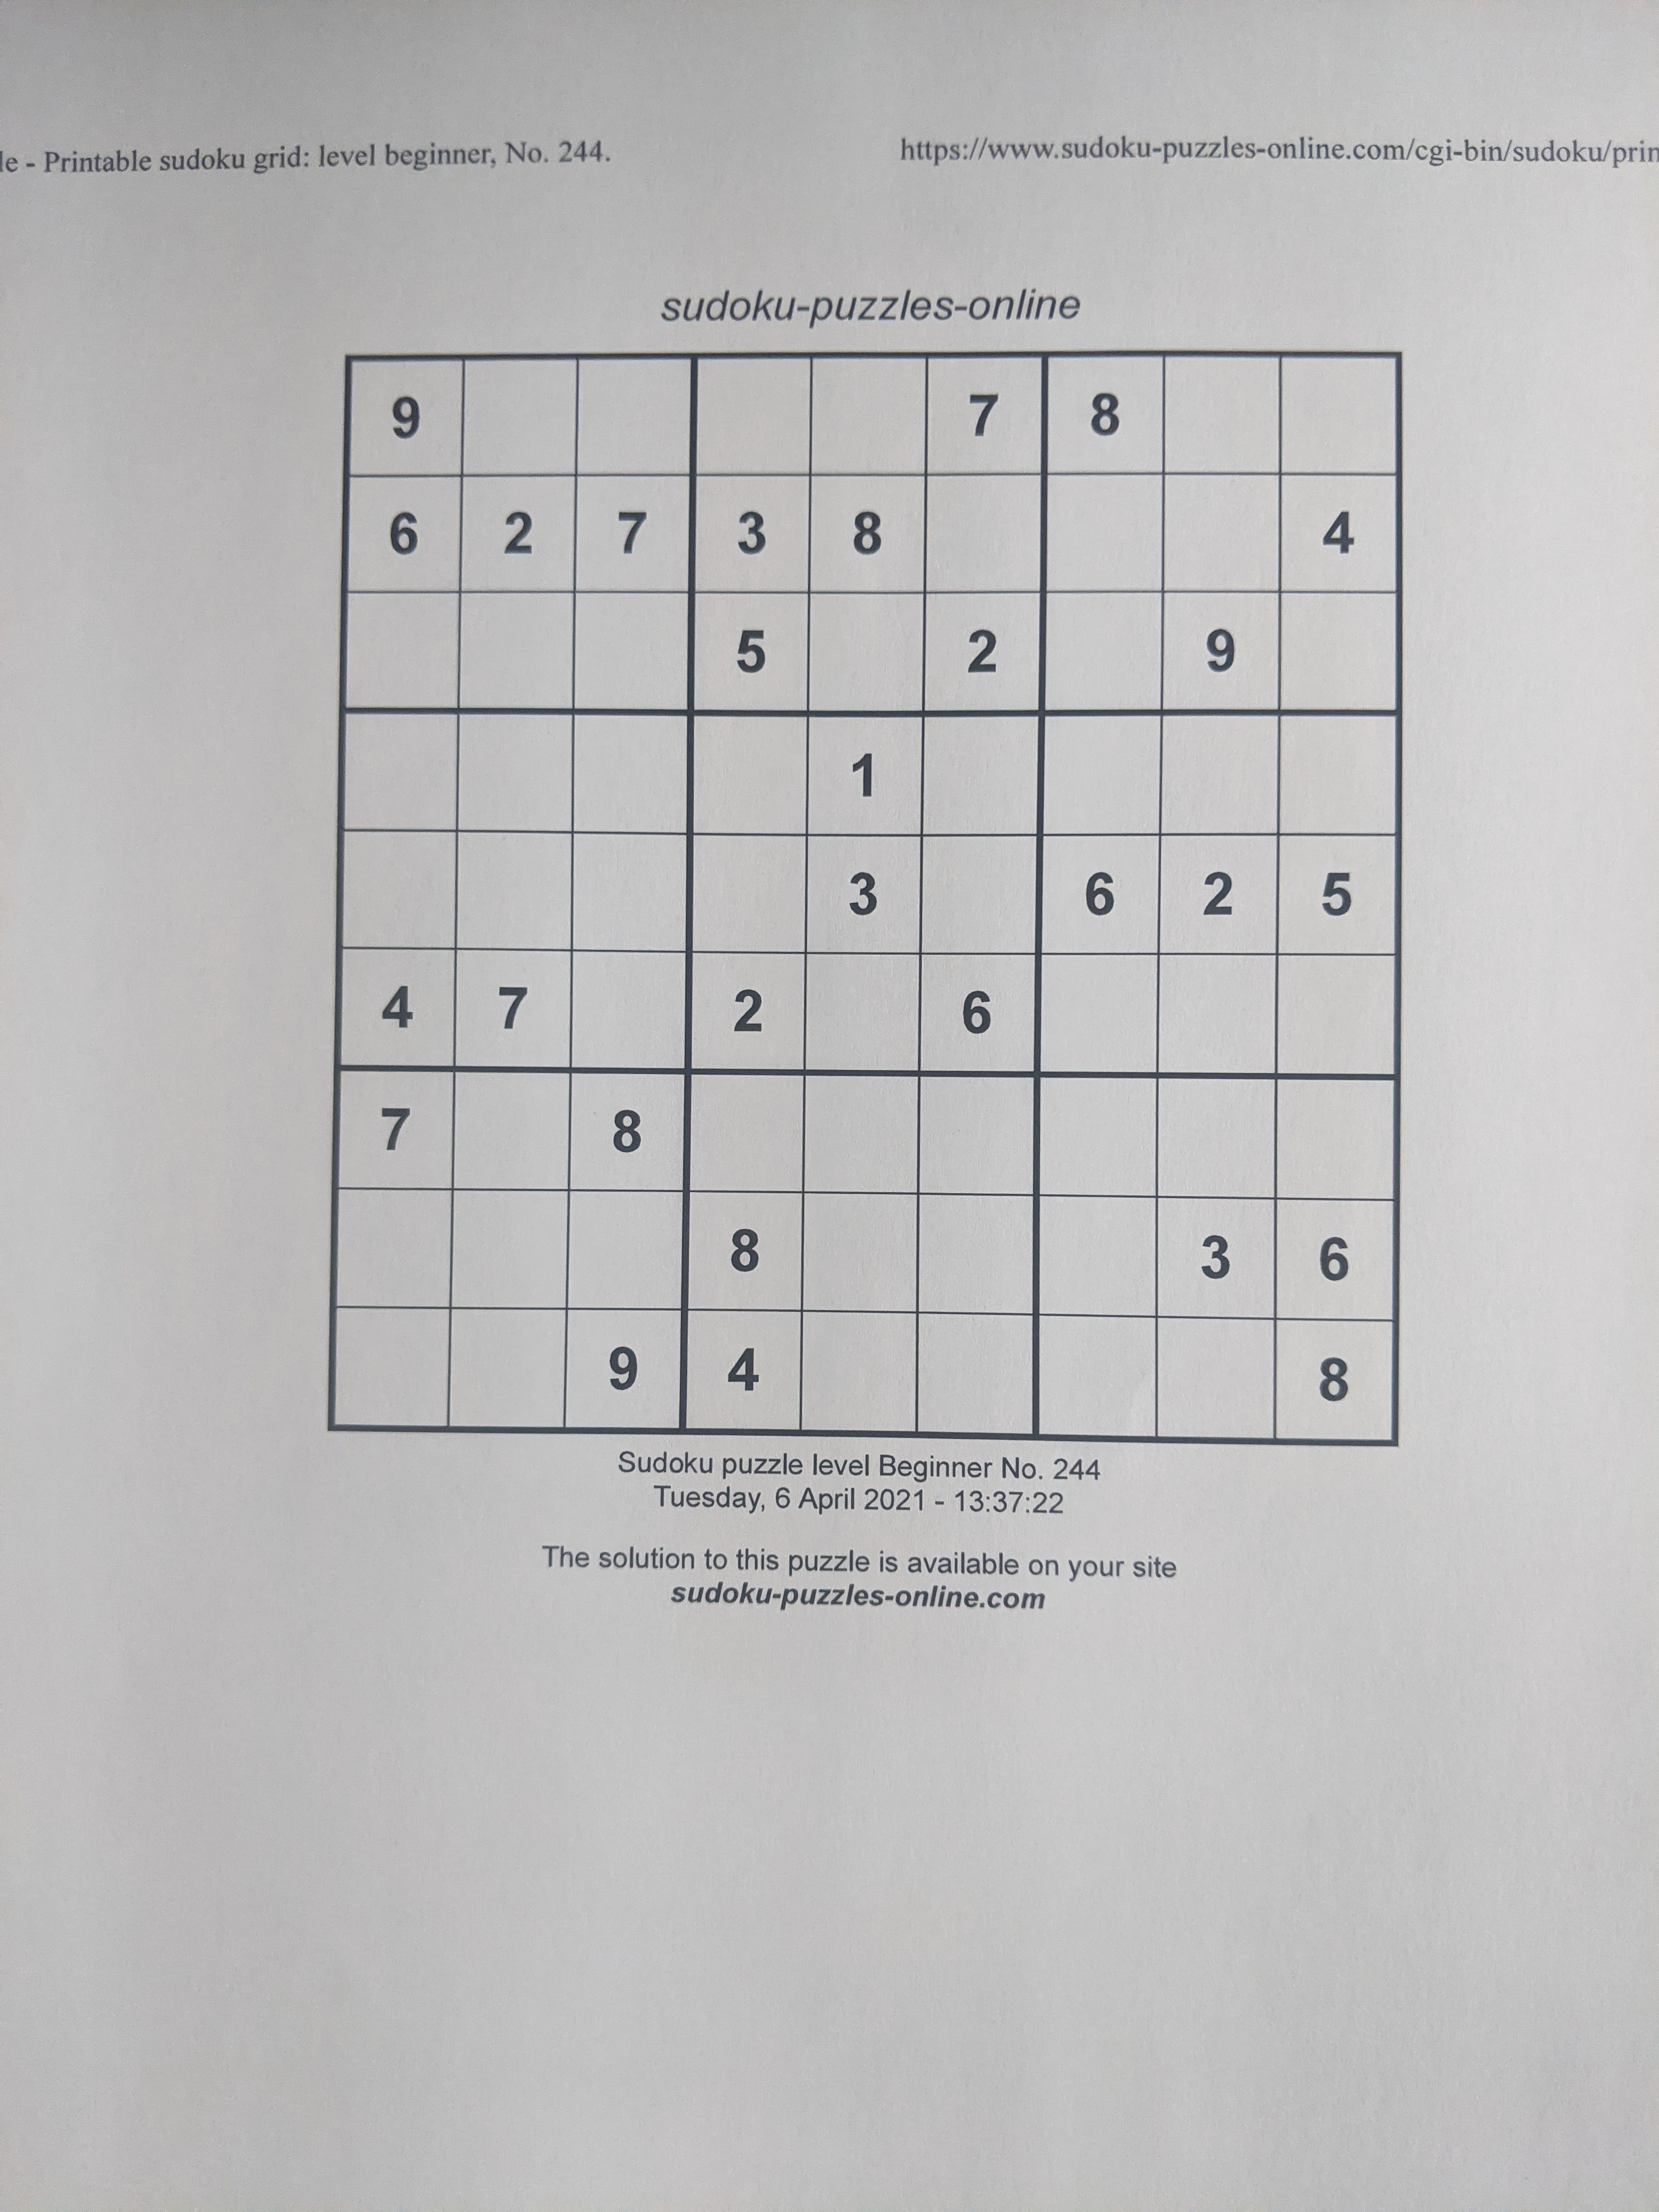 le - Printable sudoku grid: level beginner, No. 244. https://www.sudoku-puzzles-online.com/cgi-bin/sudoku/prin
sudoku-puzzles-online
9 7 8
6 2 7 3 8 4
5 2 9
1
3 6 2 5
4 7 2 6
7 8
8 3 6
9 4 8
Sudoku puzzle level Beginner No. 244
Tuesday, 6 April 2021 - 13:37:22
The solution to this puzzle is available on your site
sudoku-puzzles-online.com